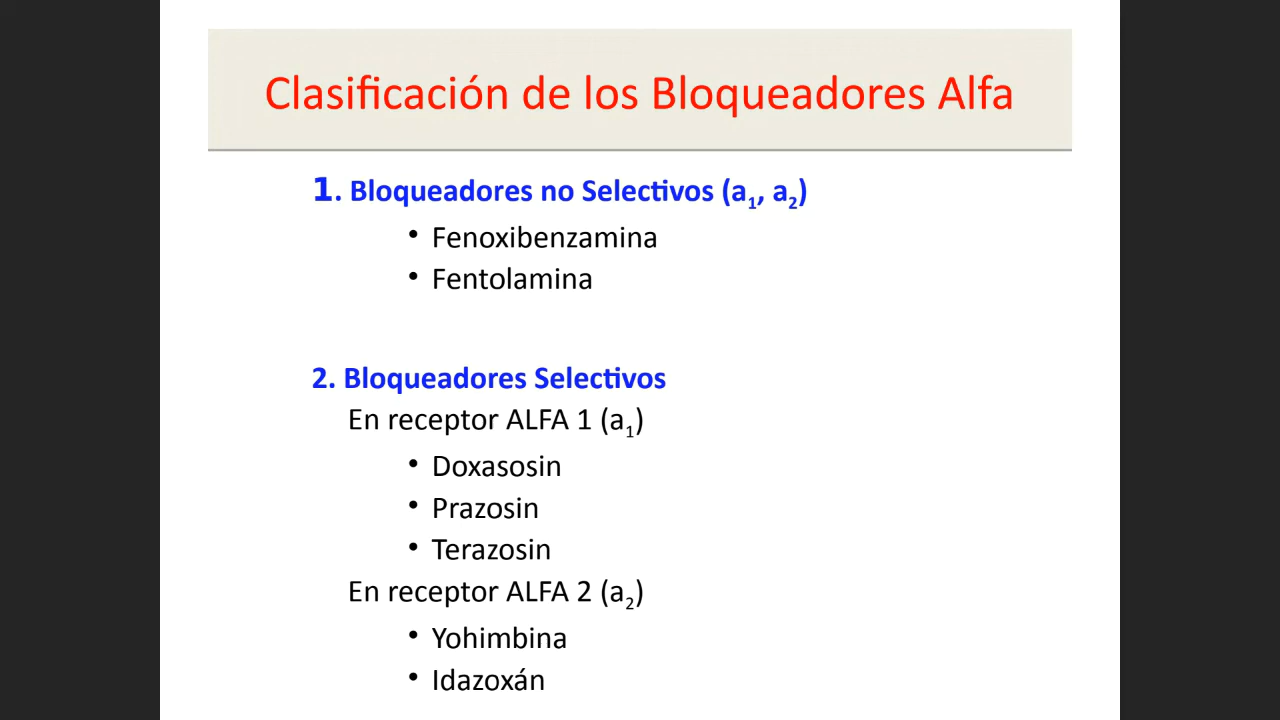 Clasificación de los Bloqueadores Alfa
1. Bloqueadores no Selectivos (a₁, a₂)
• Fenoxibenzamina
• Fentolamina
2. Bloqueadores Selectivos
En receptor ALFA 1 (a₁)
• Doxasosin
• Prazosin
• Terazosin
En receptor ALFA 2 (a₂)
• Yohimbina
• Idazoxán